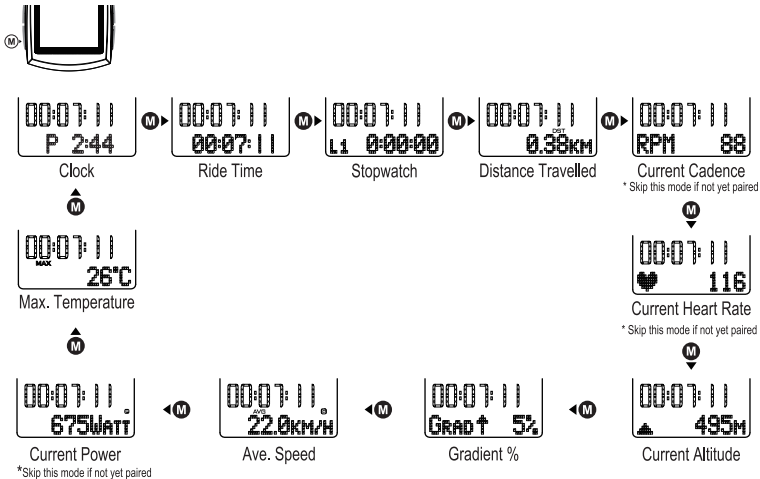 M
00:07:11
P 2:44
Clock
M
00:07:11
00:07:11
Ride Time
M
00:07:11
L1 0:00:00
Stopwatch
M
00:07:11
DST
0.38KM
Distance Travelled
M
00:07:11
RPM 88
Current Cadence
* Skip this mode if not yet paired
M
00:07:11
116
Current Heart Rate
* Skip this mode if not yet paired
M
00:07:11
495M
Current Altitude
M
00:07:11
GRAD 5%
Gradient %
M
00:07:11
AVG
22.0KM/H
Ave. Speed
M
00:07:11
675WATT
Current Power
*Skip this mode if not yet paired
M
00:07:11
MAX
26°C
Max. Temperature
M